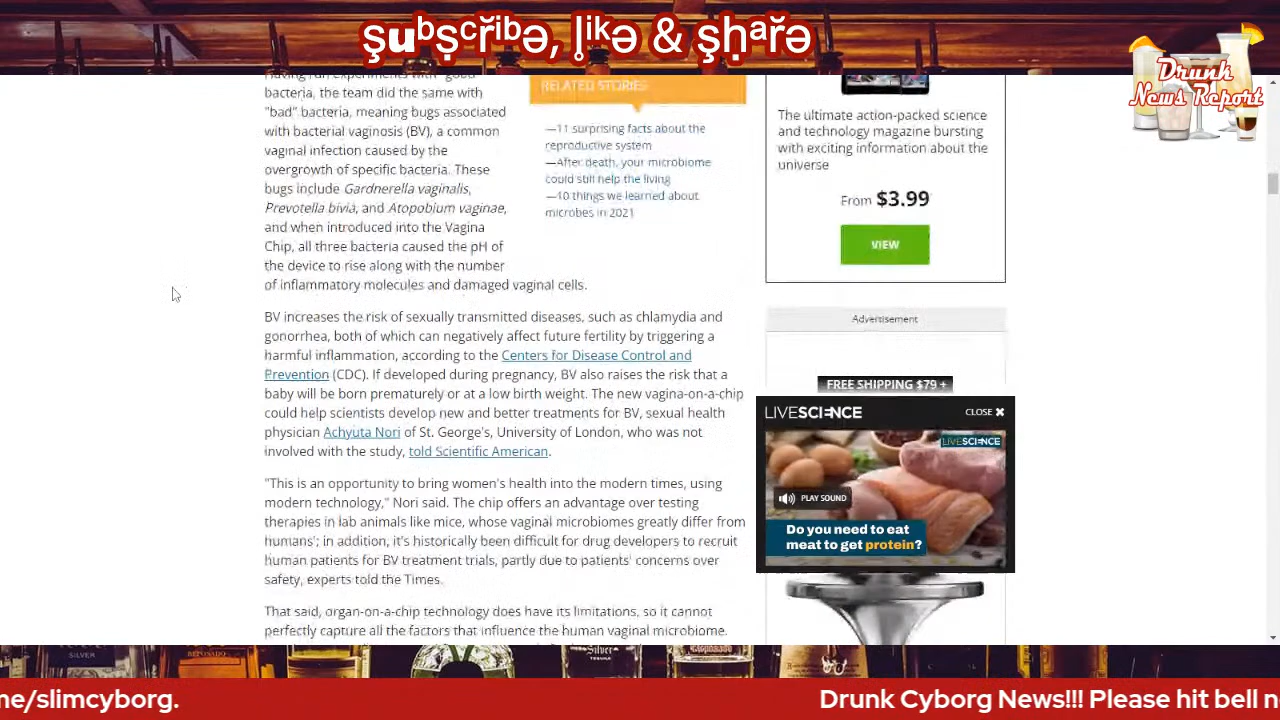 şuᵇşᶜřⁱᵇə, l̥ⁱᵏə & şḥᵃřə
Drunk
News Report
Having run experiments with "good"
bacteria, the team did the same with
"bad" bacteria, meaning bugs associated
with bacterial vaginosis (BV), a common
vaginal infection caused by the
overgrowth of specific bacteria. These
bugs include Gardnerella vaginalis,
Prevotella bivia, and Atopobium vaginae,
and when introduced into the Vagina
Chip, all three bacteria caused the pH of
the device to rise along with the number
of inflammatory molecules and damaged vaginal cells.
RELATED STORIES
—11 surprising facts about the
reproductive system
—After death, your microbiome
could still help the living
—10 things we learned about
microbes in 2021
BV increases the risk of sexually transmitted diseases, such as chlamydia and
gonorrhea, both of which can negatively affect future fertility by triggering a
harmful inflammation, according to the Centers for Disease Control and
Prevention (CDC). If developed during pregnancy, BV also raises the risk that a
baby will be born prematurely or at a low birth weight. The new vagina-on-a-chip
could help scientists develop new and better treatments for BV, sexual health
physician Achyuta Nori of St. George's, University of London, who was not
involved with the study, told Scientific American.
"This is an opportunity to bring women's health into the modern times, using
modern technology," Nori said. The chip offers an advantage over testing
therapies in lab animals like mice, whose vaginal microbiomes greatly differ from
humans'; in addition, it's historically been difficult for drug developers to recruit
human patients for BV treatment trials, partly due to patients' concerns over
safety, experts told the Times.
That said, organ-on-a-chip technology does have its limitations, so it cannot
perfectly capture all the factors that influence the human vaginal microbiome.
The ultimate action-packed science
and technology magazine bursting
with exciting information about the
universe
From $3.99
VIEW
Advertisement
FREE SHIPPING $79 +
LIVESCIENCE
CLOSE ✖
LIVESCIENCE
PLAY SOUND
Do you need to eat
meat to get protein?
SILVER
REPOSADO
Silver
TEQUILA
me/slimcyborg.
Drunk Cyborg News!!! Please hit bell n